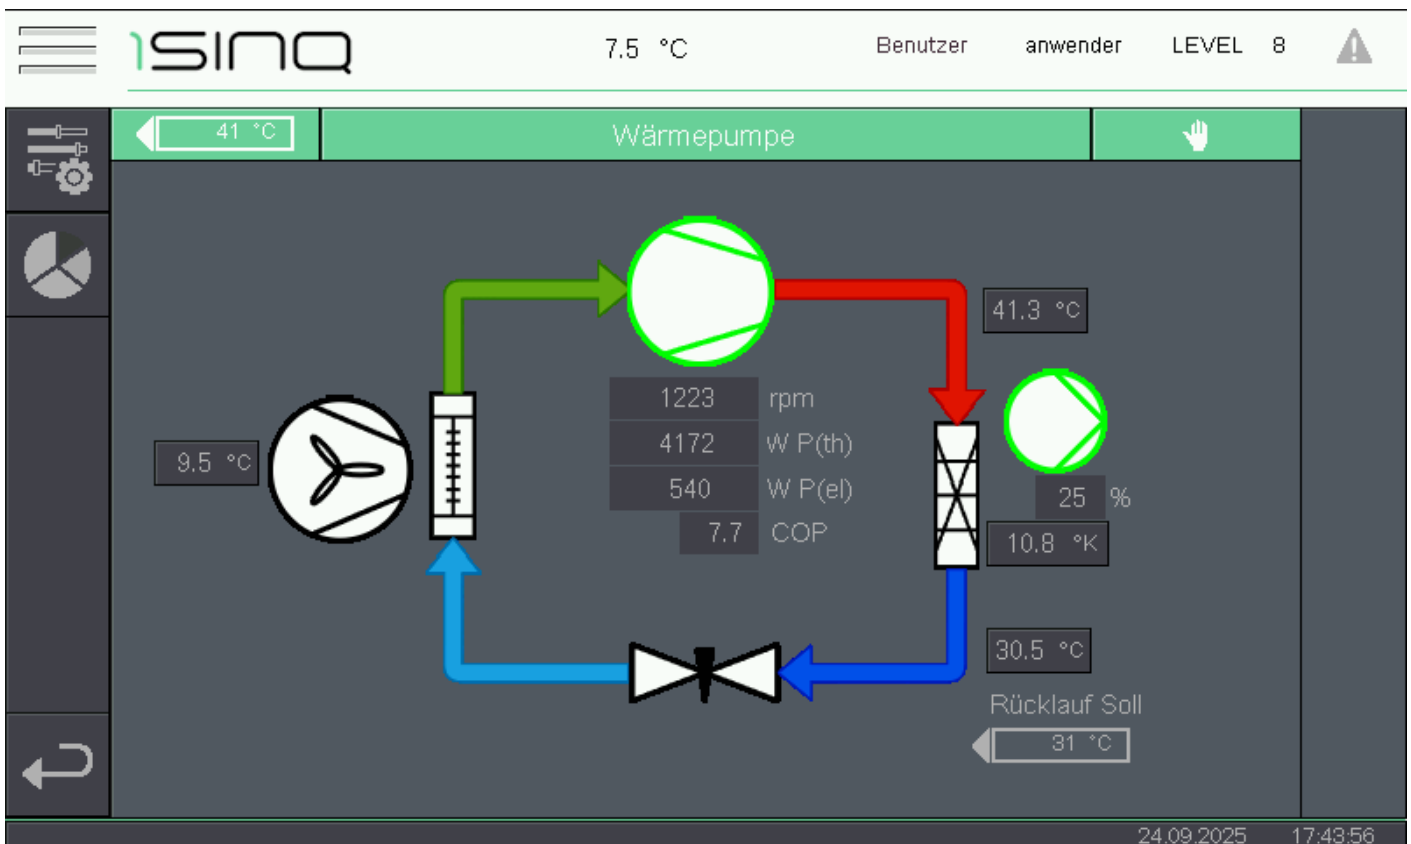 1SINQ
7.5 °C
Benutzer anwender LEVEL 8
41 °C
Wärmepumpe
41.3 °C
1223 rpm
4172 W P(th)
9.5 °C
540 W P(el)
25 %
7.7 COP
10.8 °K
30.5 °C
Rücklauf Soll
31 °C
24.09.2025 17:43:56